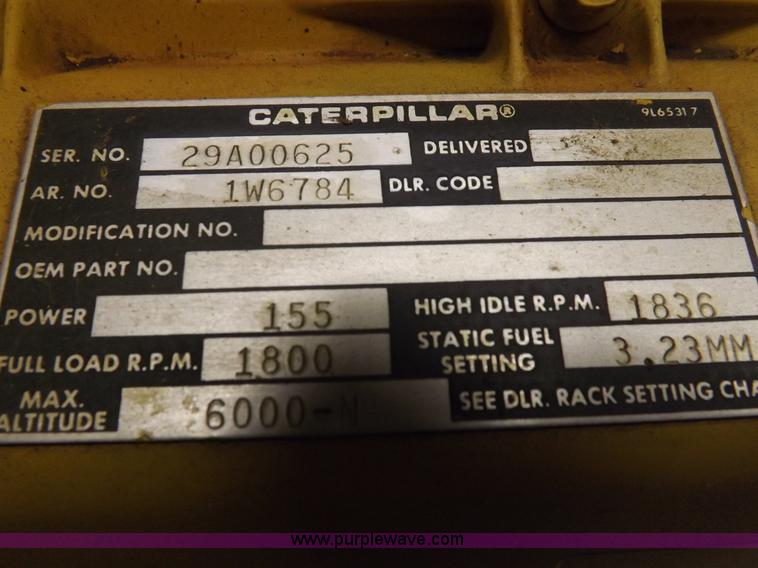 CATERPILLAR® 9L6531 7
SER. NO. 29A00625 DELIVERED
AR. NO. 1W6784 DLR. CODE
MODIFICATION NO.
OEM PART NO.
POWER 155 HIGH IDLE R.P.M. 1836
FULL LOAD R.P.M. 1800 STATIC FUEL SETTING 3.23MM
MAX. ALTITUDE 6000-N SEE DLR. RACK SETTING CHA
www.purplewave.com